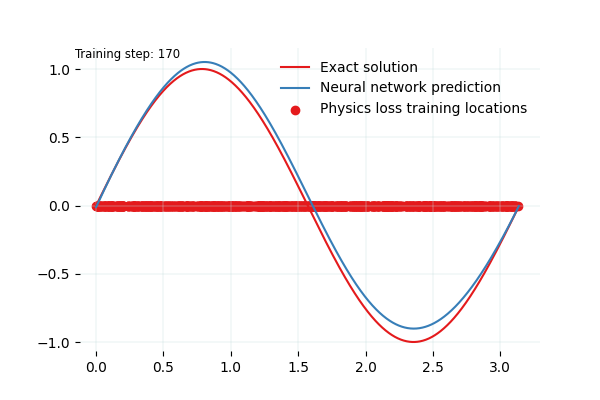 Training step: 170
Exact solution
Neural network prediction
Physics loss training locations
1.0
0.5
0.0
−0.5
−1.0
0.0 0.5 1.0 1.5 2.0 2.5 3.0